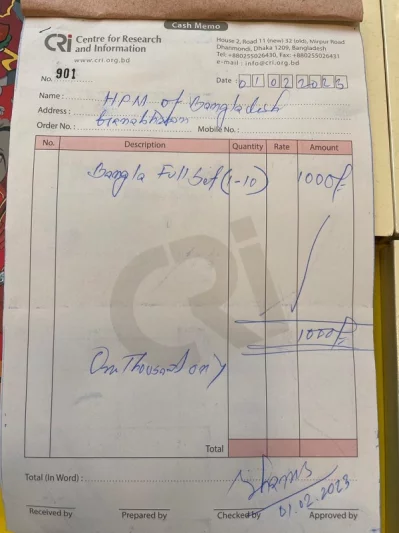 Cash Memo
CRi Centre for Research and Information
www.cri.org.bd
House 2, Road 11 (new) 32 (old), Mirpur Road
Dhanmondi, Dhaka 1209, Bangladesh
Tel: +880255026430, Fax: +880255026431
e-mail : info@cri.org.bd
No. 901
Date : 01 02 2023
Name : HPM of Bangladesh
Address : Gianabhaban
Order No. : Mobile No. :
No. Description Quantity Rate Amount
Bangla Full Set (1-10) 1000/-
CRi
1000/-
One Thousand only
Total
Total (In Word) :
Shams
01.02.2023
Received by Prepared by Checked by Approved by